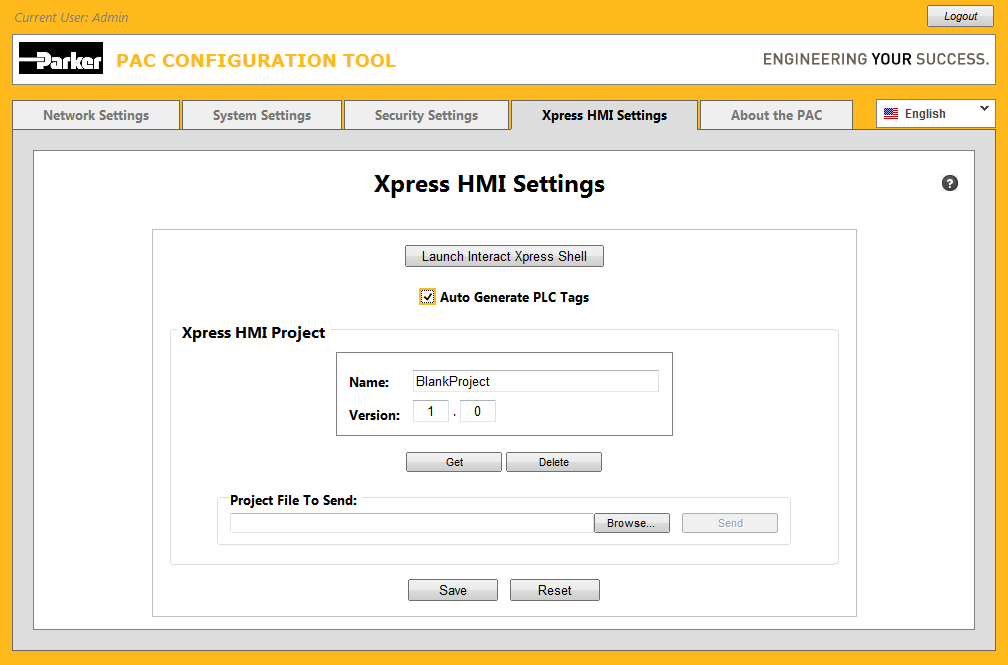 Current User: Admin
Logout
Parker PAC CONFIGURATION TOOL ENGINEERING YOUR SUCCESS.
Network Settings System Settings Security Settings Xpress HMI Settings About the PAC English
Xpress HMI Settings ?
Launch Interact Xpress Shell
Auto Generate PLC Tags
Xpress HMI Project
Name: BlankProject
Version: 1 . 0
Get Delete
Project File To Send:
Browse... Send
Save Reset